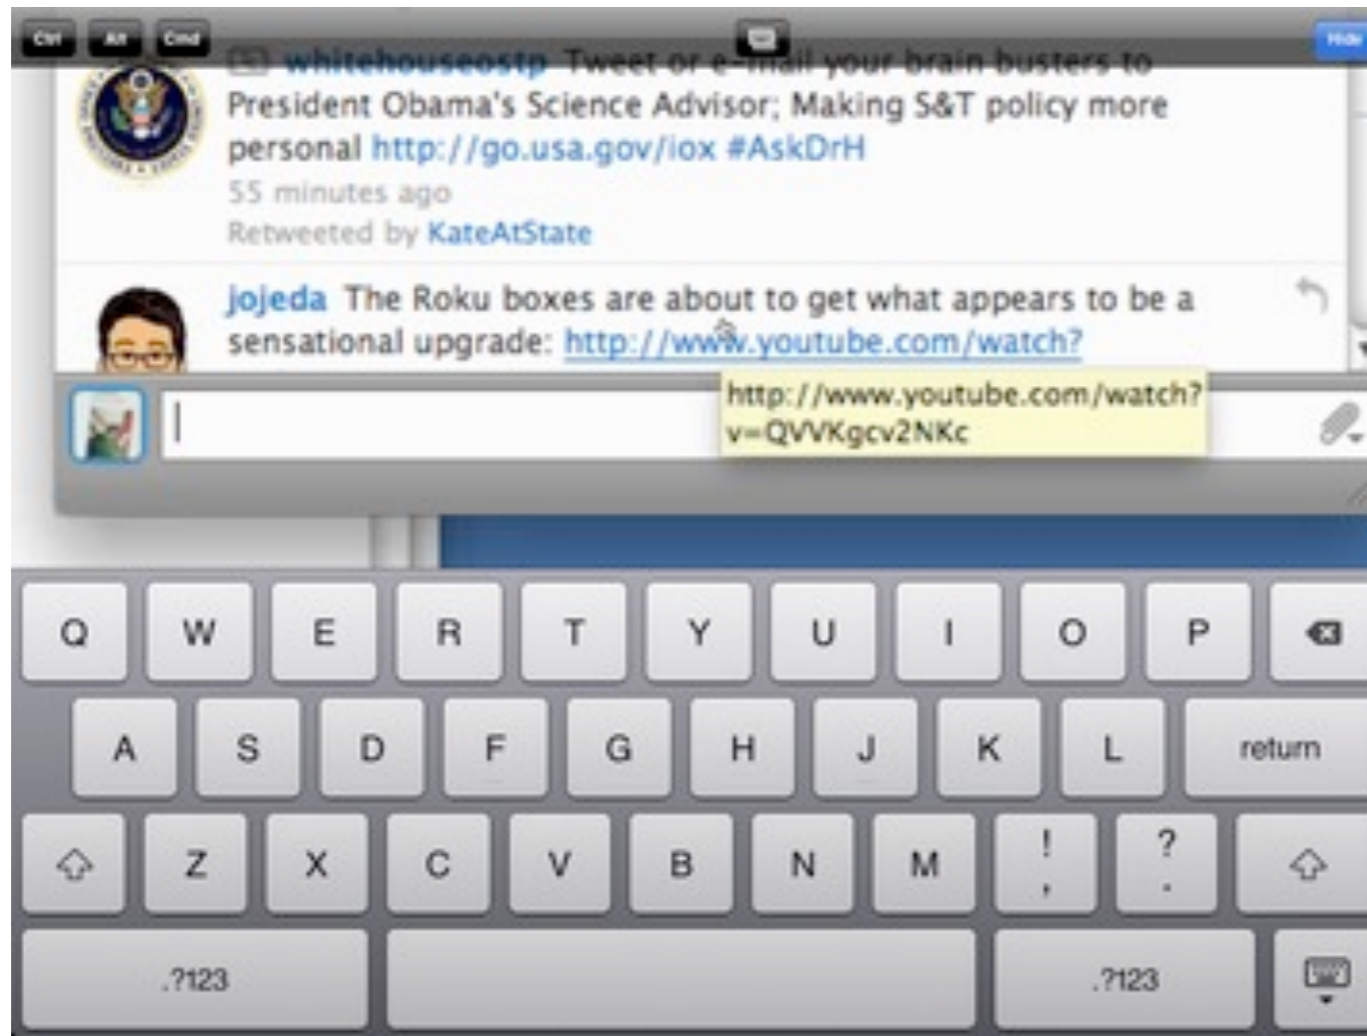 Ctrl Alt Cmd Hide
whitehouseostp Tweet or e-mail your brain busters to
President Obama's Science Advisor; Making S&T policy more
personal http://go.usa.gov/iox #AskDrH
55 minutes ago
Retweeted by KateAtState
jojeda The Roku boxes are about to get what appears to be a
sensational upgrade: http://www.youtube.com/watch?
http://www.youtube.com/watch?
v=QVVKgcv2NKc
Q W E R T Y U I O P
A S D F G H J K L return
Z X C V B N M ! , ? .
.?123 .?123